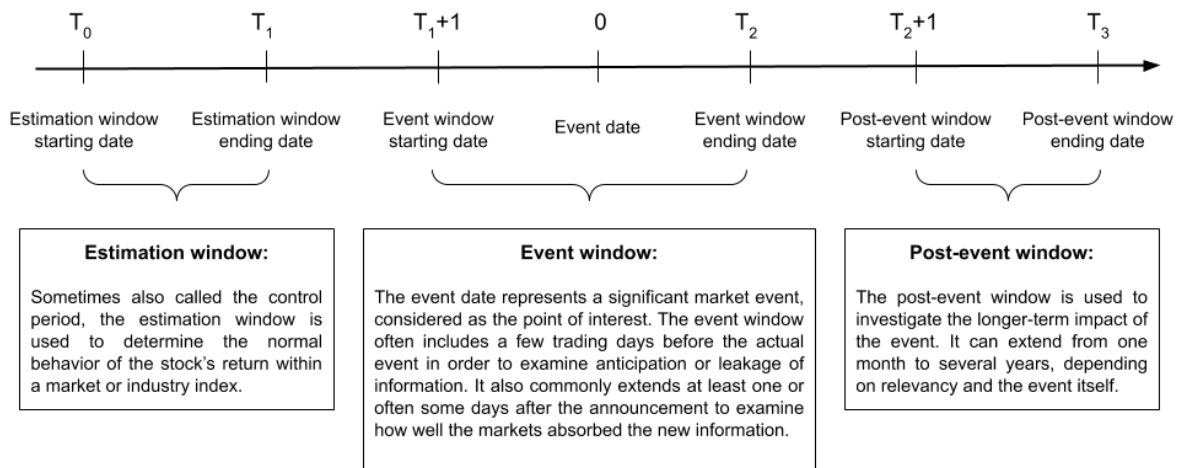 T₀ T₁ T₁+1 0 T₂ T₂+1 T₃
Estimation window
starting date
Estimation window
ending date
Event window
starting date
Event date
Event window
ending date
Post-event window
starting date
Post-event window
ending date
Estimation window:
Sometimes also called the control
period, the estimation window is
used to determine the normal
behavior of the stock's return within
a market or industry index.
Event window:
The event date represents a significant market event,
considered as the point of interest. The event window
often includes a few trading days before the actual
event in order to examine anticipation or leakage of
information. It also commonly extends at least one or
often some days after the announcement to examine
how well the markets absorbed the new information.
Post-event window:
The post-event window is used to
investigate the longer-term impact of
the event. It can extend from one
month to several years, depending
on relevancy and the event itself.